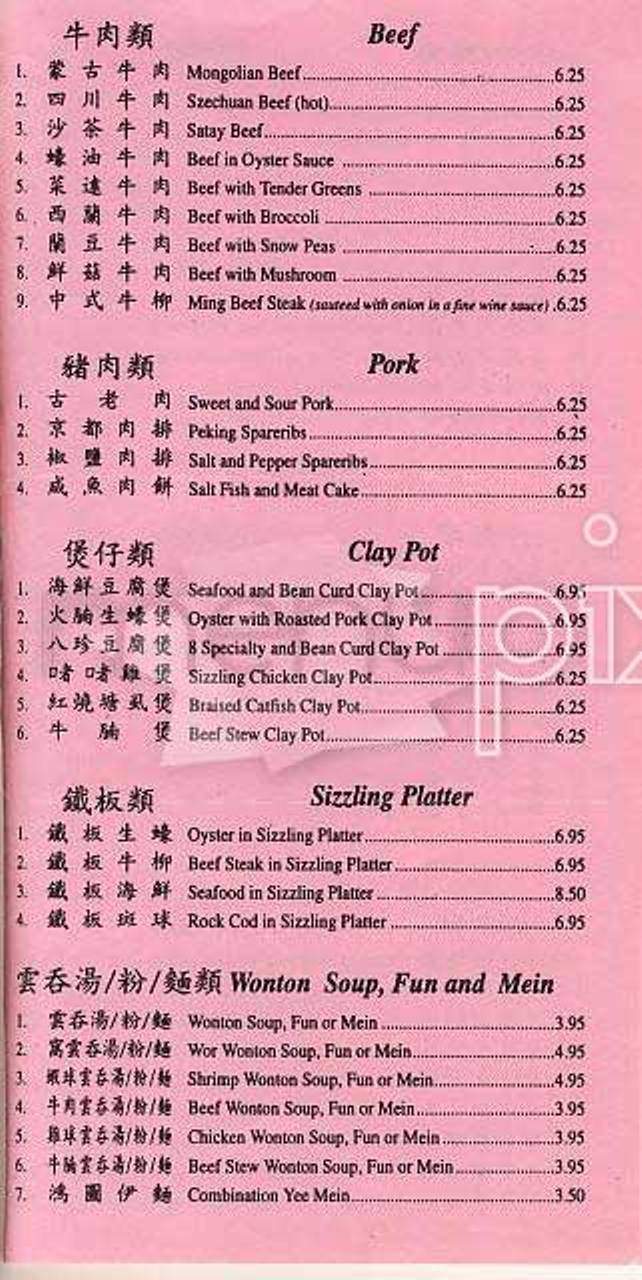 牛肉類 Beef
1. 蒙古牛肉 Mongolian Beef 6.25
2. 四川牛肉 Szechuan Beef (hot) 6.25
3. 沙茶牛肉 Satay Beef 6.25
4. 蠔油牛肉 Beef in Oyster Sauce 6.25
5. 菜遠牛肉 Beef with Tender Greens 6.25
6. 西蘭牛肉 Beef with Broccoli 6.25
7. 蘭豆牛肉 Beef with Snow Peas 6.25
8. 鮮菇牛肉 Beef with Mushroom 6.25
9. 中式牛柳 Ming Beef Steak (sauteed with onion in a fine wine sauce) .6.25
豬肉類 Pork
1. 古老肉 Sweet and Sour Pork 6.25
2. 京都肉排 Peking Spareribs 6.25
3. 椒鹽肉排 Salt and Pepper Spareribs 6.25
4. 咸魚肉餅 Salt Fish and Meat Cake 6.25
煲仔類 Clay Pot
1. 海鮮豆腐煲 Seafood and Bean Curd Clay Pot 6.95
2. 火腩生蠔煲 Oyster with Roasted Pork Clay Pot 6.95
3. 八珍豆腐煲 8 Specialty and Bean Curd Clay Pot 6.95
4. 啫啫雞煲 Sizzling Chicken Clay Pot 6.25
5. 紅燒塘虱煲 Braised Catfish Clay Pot 6.25
6. 牛腩煲 Beef Stew Clay Pot 6.25
鐵板類 Sizzling Platter
1. 鐵板生蠔 Oyster in Sizzling Platter 6.95
2. 鐵板牛柳 Beef Steak in Sizzling Platter 6.95
3. 鐵板海鮮 Seafood in Sizzling Platter 8.50
4. 鐵板斑球 Rock Cod in Sizzling Platter 6.95
雲吞湯/粉/麵類 Wonton Soup, Fun and Mein
1. 雲吞湯/粉/麵 Wonton Soup, Fun or Mein 3.95
2. 窩雲吞湯/粉/麵 Wor Wonton Soup, Fun or Mein 4.95
3. 蝦球雲吞湯/粉/麵 Shrimp Wonton Soup, Fun or Mein 4.95
4. 牛肉雲吞湯/粉/麵 Beef Wonton Soup, Fun or Mein 3.95
5. 雞球雲吞湯/粉/麵 Chicken Wonton Soup, Fun or Mein 3.95
6. 牛腩雲吞湯/粉/麵 Beef Stew Wonton Soup, Fun or Mein 3.95
7. 鴻圖伊麵 Combination Yee Mein 3.50